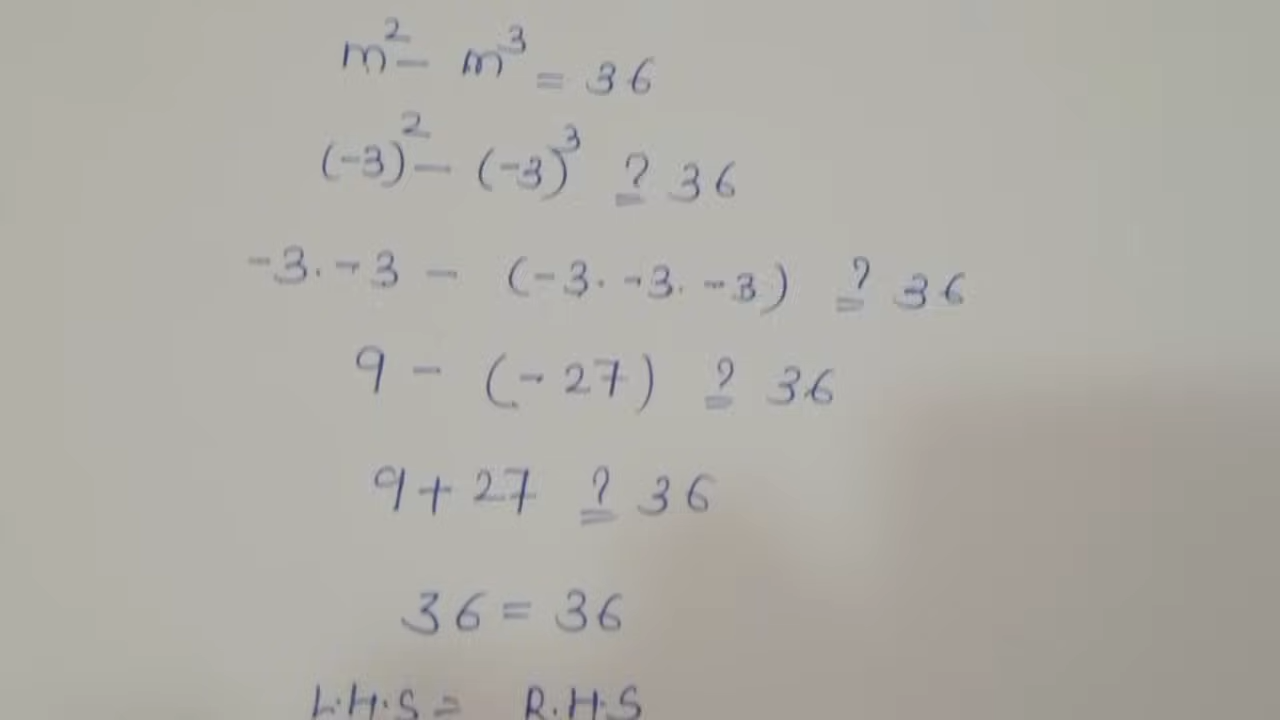 m² - m³ = 36
(-3)² - (-3)³ ≟ 36
-3. -3 - (-3. -3. -3) ≟ 36
9 - (-27) ≟ 36
9 + 27 ≟ 36
36 = 36
L.H.S = R.H.S